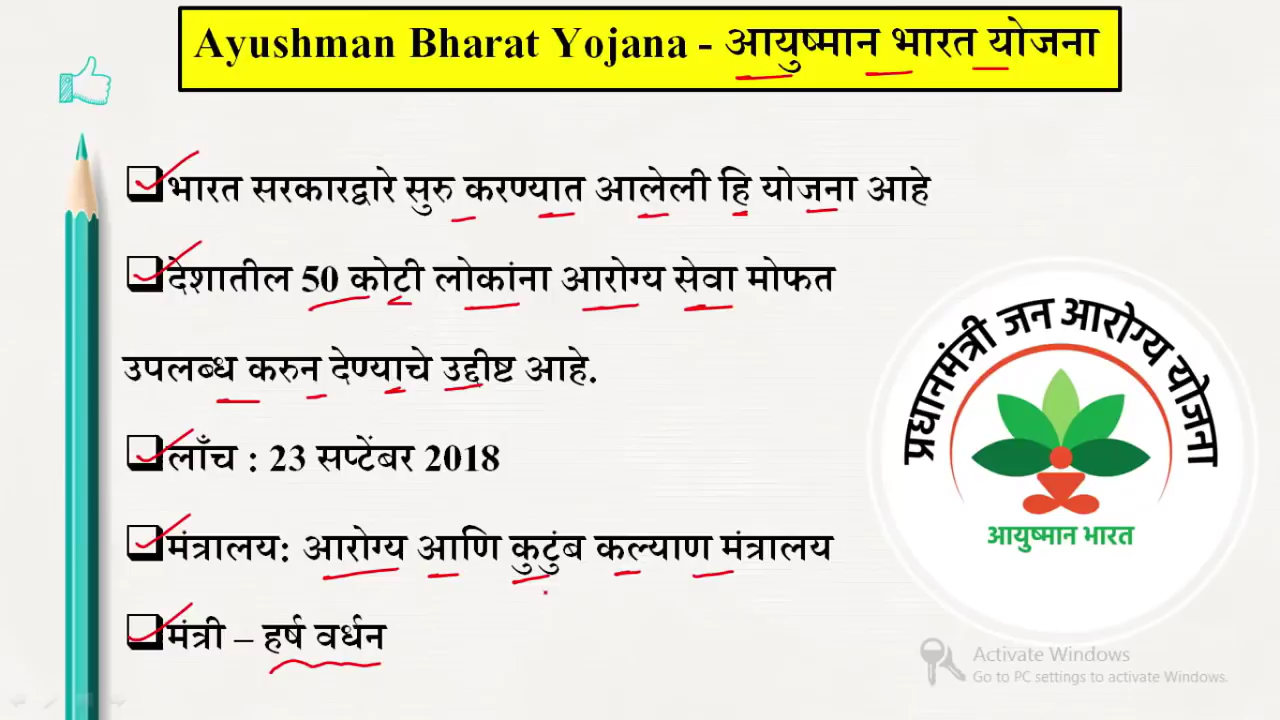 Ayushman Bharat Yojana - आयुष्मान भारत योजना
भारत सरकारद्वारे सुरु करण्यात आलेली हि योजना आहे
देशातील 50 कोटी लोकांना आरोग्य सेवा मोफत
उपलब्ध करुन देण्याचे उद्दीष्ट आहे.
लाँच : 23 सप्टेंबर 2018
मंत्रालय: आरोग्य आणि कुटुंब कल्याण मंत्रालय
मंत्री – हर्ष वर्धन
प्रधानमंत्री जन आरोग्य योजना
आयुष्मान भारत
Activate Windows
Go to PC settings to activate Windows.